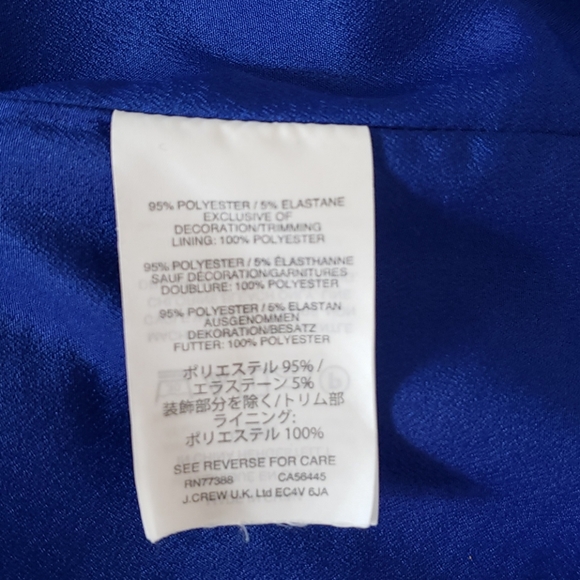 95% POLYESTER / 5% ELASTANE
EXCLUSIVE OF
DECORATION/TRIMMING
LINING: 100% POLYESTER
95% POLYESTER / 5% ÉLASTHANNE
SAUF DÉCORATION/GARNITURES
DOUBLURE: 100% POLYESTER
95% POLYESTER / 5% ELASTAN
AUSGENOMMEN
DEKORATION/BESATZ
FUTTER: 100% POLYESTER
ポリエステル 95% /
エラステーン 5%
装飾部分を除く/トリム部
ライニング:
ポリエステル 100%
SEE REVERSE FOR CARE
RN77388 CA56445
J.CREW U.K. Ltd EC4V 6JA